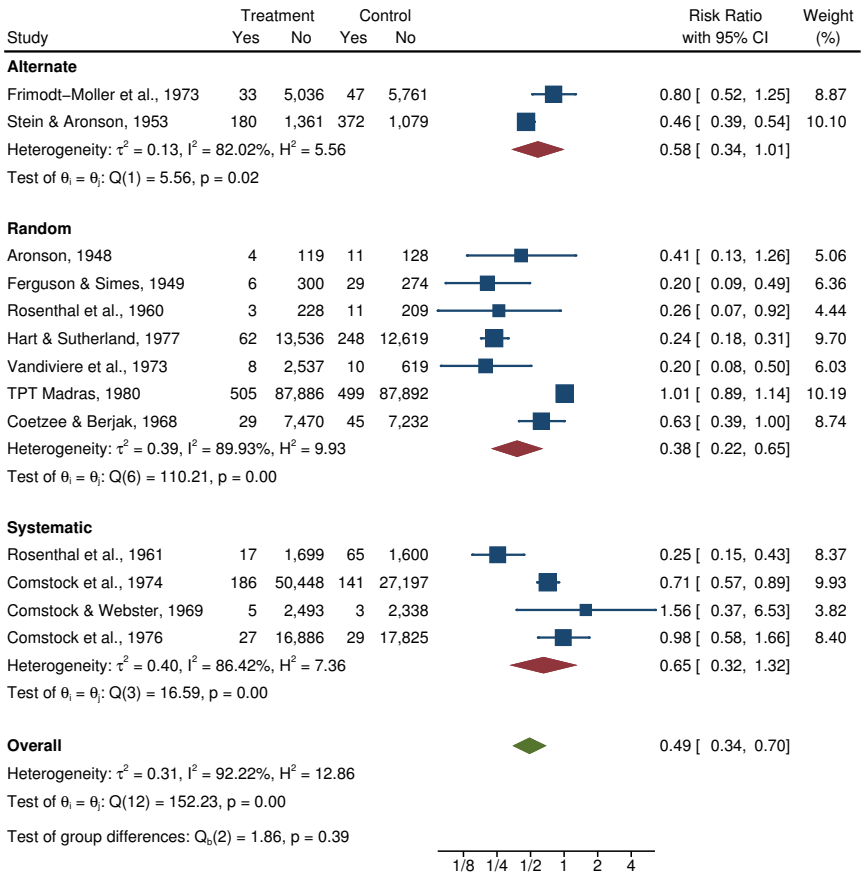 Treatment Control Risk Ratio Weight
Study Yes No Yes No with 95% CI (%)
Alternate
Frimodt−Moller et al., 1973 33 5,036 47 5,761 0.80 [ 0.52, 1.25] 8.87
Stein & Aronson, 1953 180 1,361 372 1,079 0.46 [ 0.39, 0.54] 10.10
Heterogeneity: τ² = 0.13, I² = 82.02%, H² = 5.56 0.58 [ 0.34, 1.01]
Test of θᵢ = θⱼ: Q(1) = 5.56, p = 0.02
Random
Aronson, 1948 4 119 11 128 0.41 [ 0.13, 1.26] 5.06
Ferguson & Simes, 1949 6 300 29 274 0.20 [ 0.09, 0.49] 6.36
Rosenthal et al., 1960 3 228 11 209 0.26 [ 0.07, 0.92] 4.44
Hart & Sutherland, 1977 62 13,536 248 12,619 0.24 [ 0.18, 0.31] 9.70
Vandiviere et al., 1973 8 2,537 10 619 0.20 [ 0.08, 0.50] 6.03
TPT Madras, 1980 505 87,886 499 87,892 1.01 [ 0.89, 1.14] 10.19
Coetzee & Berjak, 1968 29 7,470 45 7,232 0.63 [ 0.39, 1.00] 8.74
Heterogeneity: τ² = 0.39, I² = 89.93%, H² = 9.93 0.38 [ 0.22, 0.65]
Test of θᵢ = θⱼ: Q(6) = 110.21, p = 0.00
Systematic
Rosenthal et al., 1961 17 1,699 65 1,600 0.25 [ 0.15, 0.43] 8.37
Comstock et al., 1974 186 50,448 141 27,197 0.71 [ 0.57, 0.89] 9.93
Comstock & Webster, 1969 5 2,493 3 2,338 1.56 [ 0.37, 6.53] 3.82
Comstock et al., 1976 27 16,886 29 17,825 0.98 [ 0.58, 1.66] 8.40
Heterogeneity: τ² = 0.40, I² = 86.42%, H² = 7.36 0.65 [ 0.32, 1.32]
Test of θᵢ = θⱼ: Q(3) = 16.59, p = 0.00
Overall 0.49 [ 0.34, 0.70]
Heterogeneity: τ² = 0.31, I² = 92.22%, H² = 12.86
Test of θᵢ = θⱼ: Q(12) = 152.23, p = 0.00
Test of group differences: Q_b(2) = 1.86, p = 0.39
1/8 1/4 1/2 1 2 4